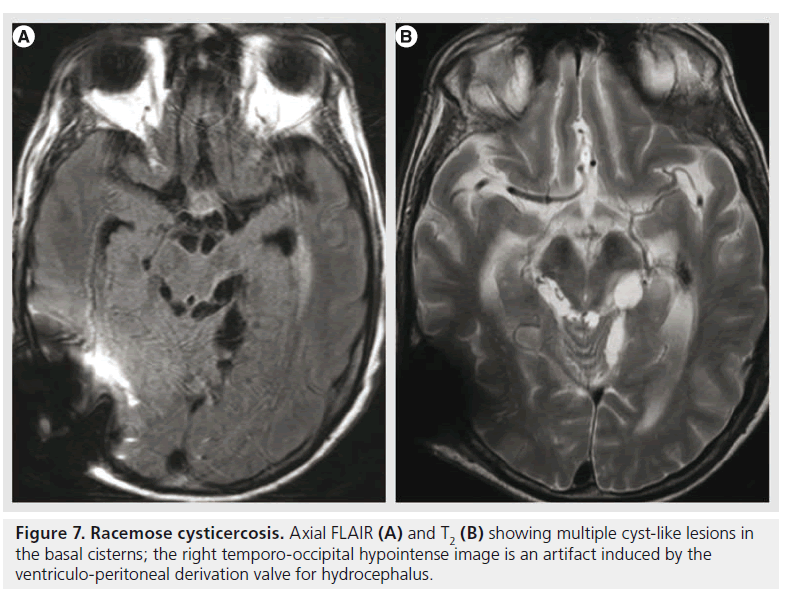 A
B
Figure 7. Racemose cysticercosis. Axial FLAIR (A) and T₂ (B) showing multiple cyst-like lesions in
the basal cisterns; the right temporo-occipital hypointense image is an artifact induced by the
ventriculo-peritoneal derivation valve for hydrocephalus.